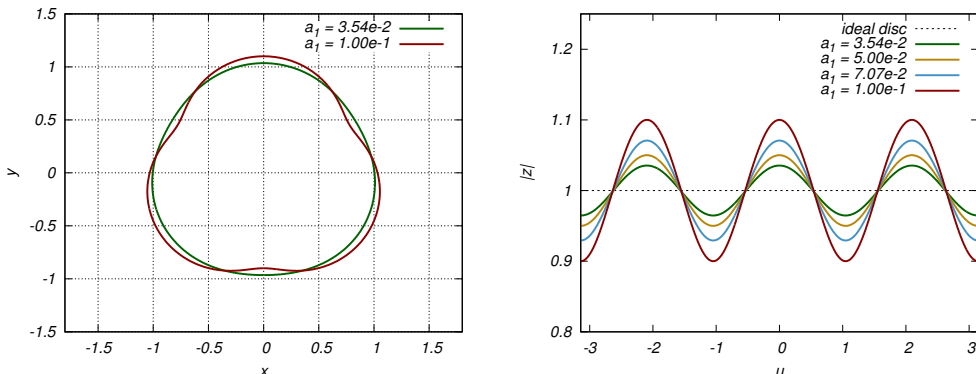 1.5
1
0.5
0
-0.5
-1
-1.5
y
-1.5 -1 -0.5 0 0.5 1 1.5
x
a1 = 3.54e-2
a1 = 1.00e-1
1.2
1.1
1
0.9
0.8
|z|
-3 -2 -1 0 1 2 3
u
ideal disc
a1 = 3.54e-2
a1 = 5.00e-2
a1 = 7.07e-2
a1 = 1.00e-1